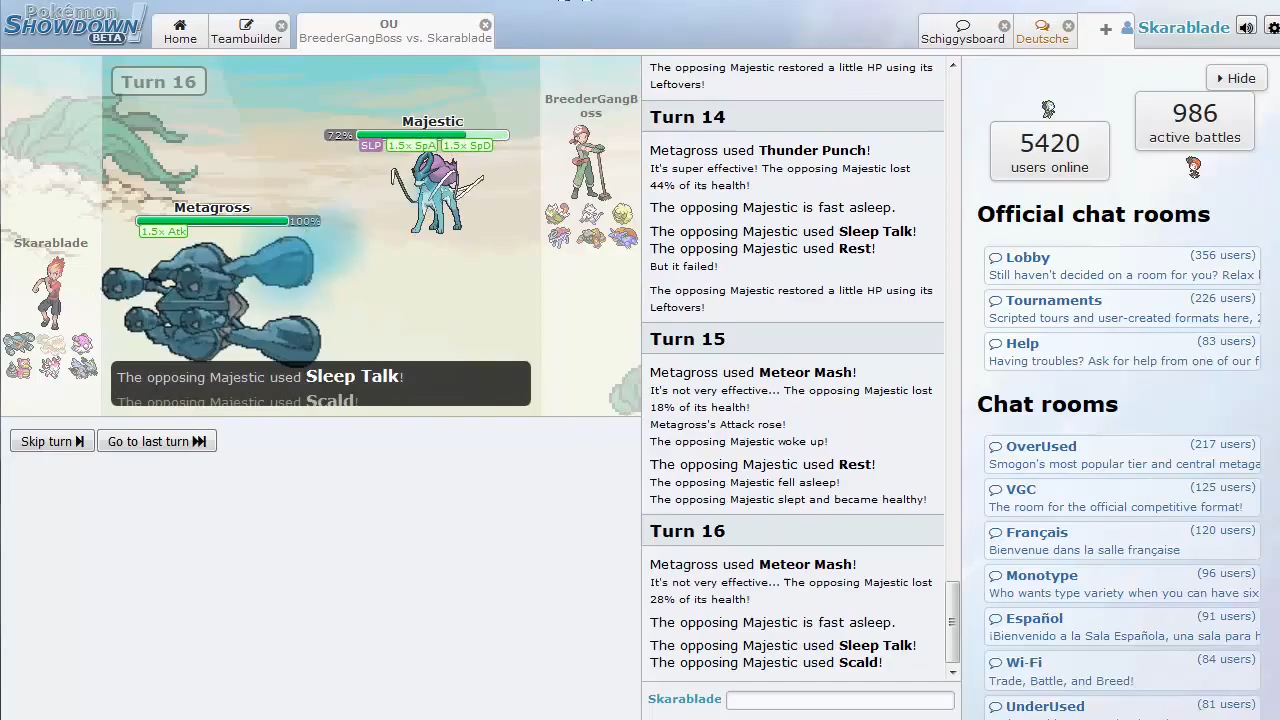 Pokémon
SHOWDOWN!
BETA
Home
Teambuilder
OU
BreederGangBoss vs. Skarablade
Schiggysboard
Deutsche
Skarablade
Turn 16
Majestic
72%
SLP 1.5x SpA 1.5x SpD
Metagross
100%
1.5x Atk
Skarablade
BreederGangB
oss
The opposing Majestic used Sleep Talk!
The opposing Majestic used Scald!
Skip turn
Go to last turn
The opposing Majestic restored a little HP using its
Leftovers!
Turn 14
Metagross used Thunder Punch!
It's super effective! The opposing Majestic lost
44% of its health!
The opposing Majestic is fast asleep.
The opposing Majestic used Sleep Talk!
The opposing Majestic used Rest!
But it failed!
The opposing Majestic restored a little HP using its
Leftovers!
Turn 15
Metagross used Meteor Mash!
It's not very effective... The opposing Majestic lost
18% of its health!
Metagross's Attack rose!
The opposing Majestic woke up!
The opposing Majestic used Rest!
The opposing Majestic fell asleep!
The opposing Majestic slept and became healthy!
Turn 16
Metagross used Meteor Mash!
It's not very effective... The opposing Majestic lost
28% of its health!
The opposing Majestic is fast asleep.
The opposing Majestic used Sleep Talk!
The opposing Majestic used Scald!
Skarablade
Hide
5420
users online
986
active battles
Official chat rooms
Lobby (356 users)
Still haven't decided on a room for you? Relax
Tournaments (226 users)
Scripted tours and user-created formats here,
Help (83 users)
Having troubles? Ask for help from one of our
Chat rooms
OverUsed (217 users)
Smogon's most popular tier and central metaga
VGC (125 users)
The room for the official competitive format!
Français (120 users)
Bienvenue dans la salle française
Monotype (96 users)
Who wants type variety when you can have six
Español (91 users)
¡Bienvenido a la Sala Española, una sala para
Wi-Fi (84 users)
Trade, Battle, and Breed!
UnderUsed (81 users)